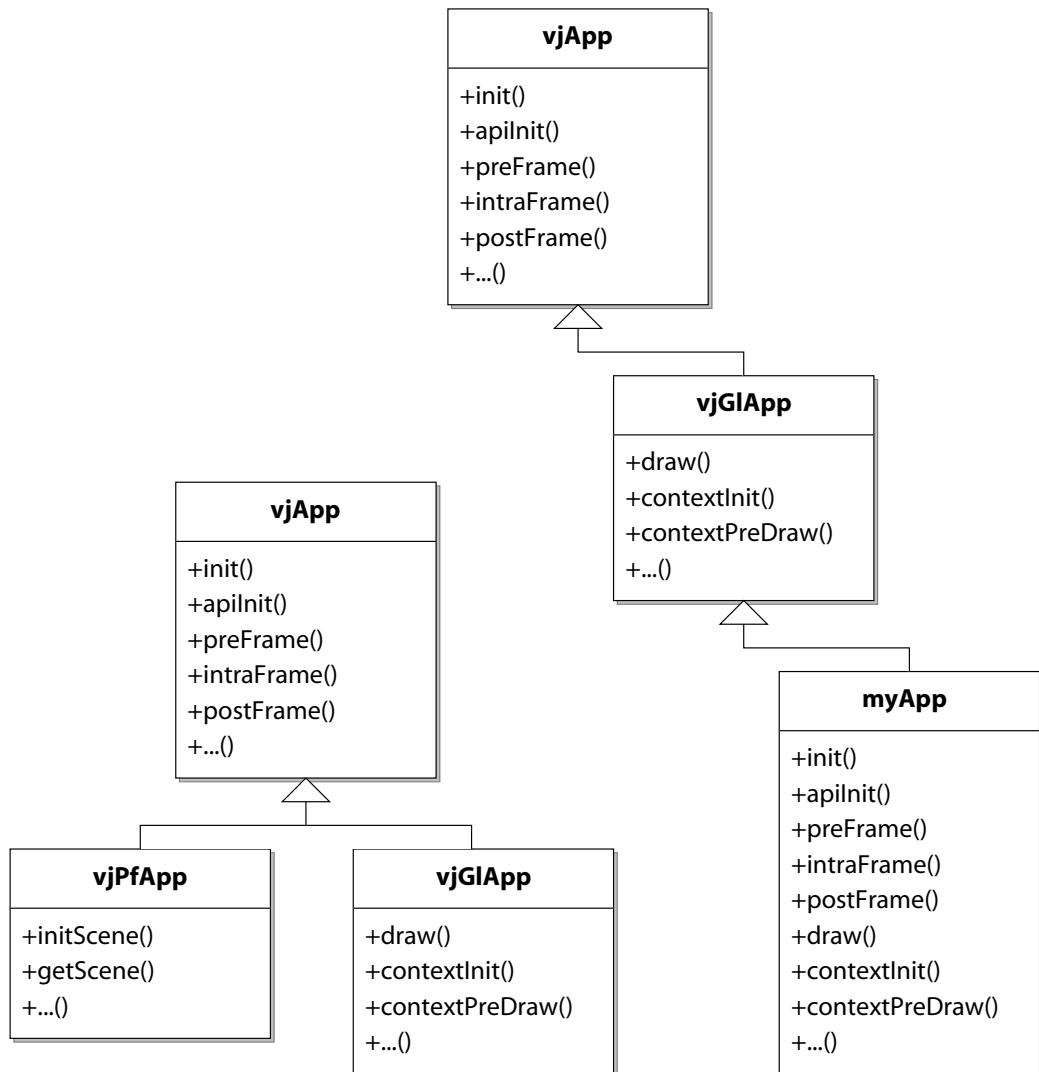 vjApp
+init()
+apiInit()
+preFrame()
+intraFrame()
+postFrame()
+...()
vjGlApp
+draw()
+contextInit()
+contextPreDraw()
+...()
vjApp
+init()
+apiInit()
+preFrame()
+intraFrame()
+postFrame()
+...()
vjPfApp
+initScene()
+getScene()
+...()
vjGlApp
+draw()
+contextInit()
+contextPreDraw()
+...()
myApp
+init()
+apiInit()
+preFrame()
+intraFrame()
+postFrame()
+draw()
+contextInit()
+contextPreDraw()
+...()